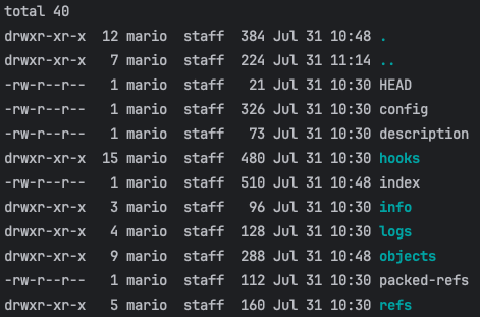 total 40
drwxr-xr-x  12 mario  staff  384 Jul 31 10:48 .
drwxr-xr-x   7 mario  staff  224 Jul 31 11:14 ..
-rw-r--r--   1 mario  staff   21 Jul 31 10:30 HEAD
-rw-r--r--   1 mario  staff  326 Jul 31 10:30 config
-rw-r--r--   1 mario  staff   73 Jul 31 10:30 description
drwxr-xr-x  15 mario  staff  480 Jul 31 10:30 hooks
-rw-r--r--   1 mario  staff  510 Jul 31 10:48 index
drwxr-xr-x   3 mario  staff   96 Jul 31 10:30 info
drwxr-xr-x   4 mario  staff  128 Jul 31 10:30 logs
drwxr-xr-x   9 mario  staff  288 Jul 31 10:48 objects
-rw-r--r--   1 mario  staff  112 Jul 31 10:30 packed-refs
drwxr-xr-x   5 mario  staff  160 Jul 31 10:30 refs